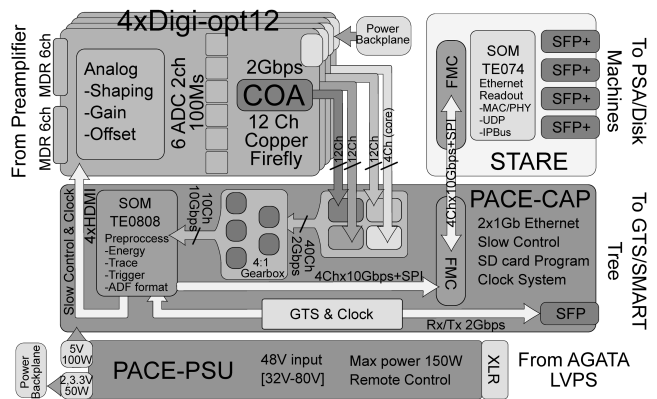 4xDigi-opt12
Power
Backplane
From Preamplifier
MDR 6ch
MDR 6ch
Analog
-Shaping
-Gain
-Offset
6 ADC 2ch
100Ms
2Gbps
COA
12 Ch
Copper
Firefly
12Ch
12Ch
12Ch
4Ch (core)
FMC
SOM
TE074
Ethernet
Readout
-MAC/PHY
-UDP
-IPBus
SFP+
SFP+
SFP+
SFP+
STARE
To PSA/Disk
Machines
4Chx10Gbps+SPI
Slow Control & Clock
4xHDMI
SOM
TE0808
Preproccess
-Energy
-Trace
-Trigger
-ADF format
10Ch
10Gbps
4:1
Gearbox
40Ch
2Gbps
4Chx10Gbps+SPI
FMC
PACE-CAP
2x1Gb Ethernet
Slow Control
SD card Program
Clock System
To GTS/SMART
Tree
GTS & Clock
Rx/Tx 2Gbps
SFP
5V
100W
Power
Backplane
2,3.3V
50W
PACE-PSU
48V input
[32V-80V]
Max power 150W
Remote Control
XLR
From AGATA
LVPS